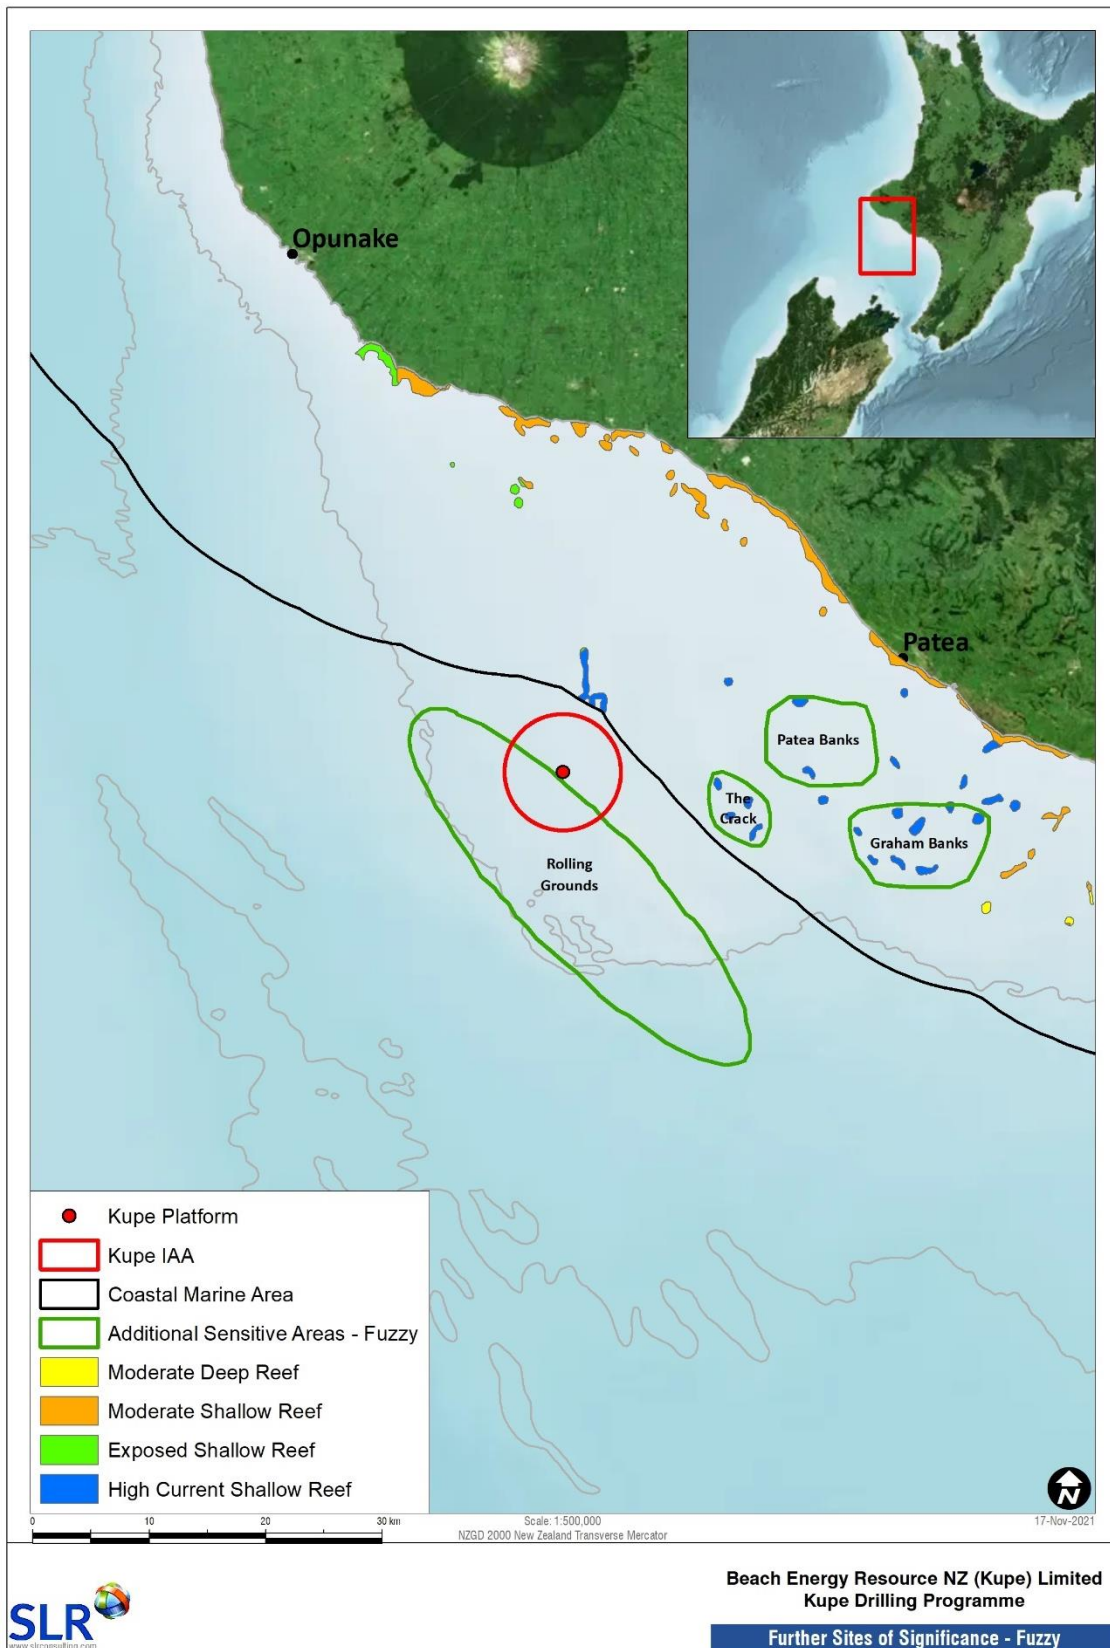 Opunake
Patea
Patea Banks
The
Crack
Graham Banks
Rolling
Grounds
Kupe Platform
Kupe IAA
Coastal Marine Area
Additional Sensitive Areas - Fuzzy
Moderate Deep Reef
Moderate Shallow Reef
Exposed Shallow Reef
High Current Shallow Reef
N
0 10 20 30 km
Scale: 1:500,000
NZGD 2000 New Zealand Transverse Mercator
17-Nov-2021
SLR
www.slrconsulting.com
Beach Energy Resource NZ (Kupe) Limited
Kupe Drilling Programme
Further Sites of Significance - Fuzzy